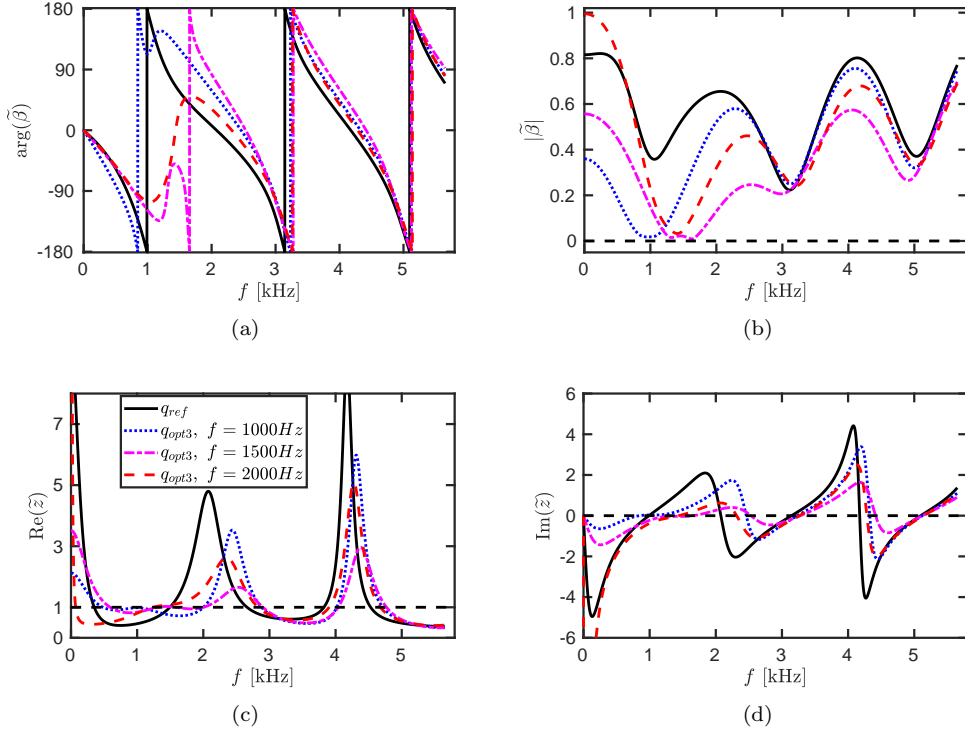 180
90
0
-90
-180
arg(β̃)
0 1 2 3 4 5
f [kHz]
(a)
1
0.8
0.6
0.4
0.2
0
|β̃|
0 1 2 3 4 5
f [kHz]
(b)
7
5
3
1
0
Re(z̃)
q_ref
q_opt3, f = 1000Hz
q_opt3, f = 1500Hz
q_opt3, f = 2000Hz
0 1 2 3 4 5
f [kHz]
(c)
6
4
2
0
-2
-4
-6
Im(z̃)
0 1 2 3 4 5
f [kHz]
(d)